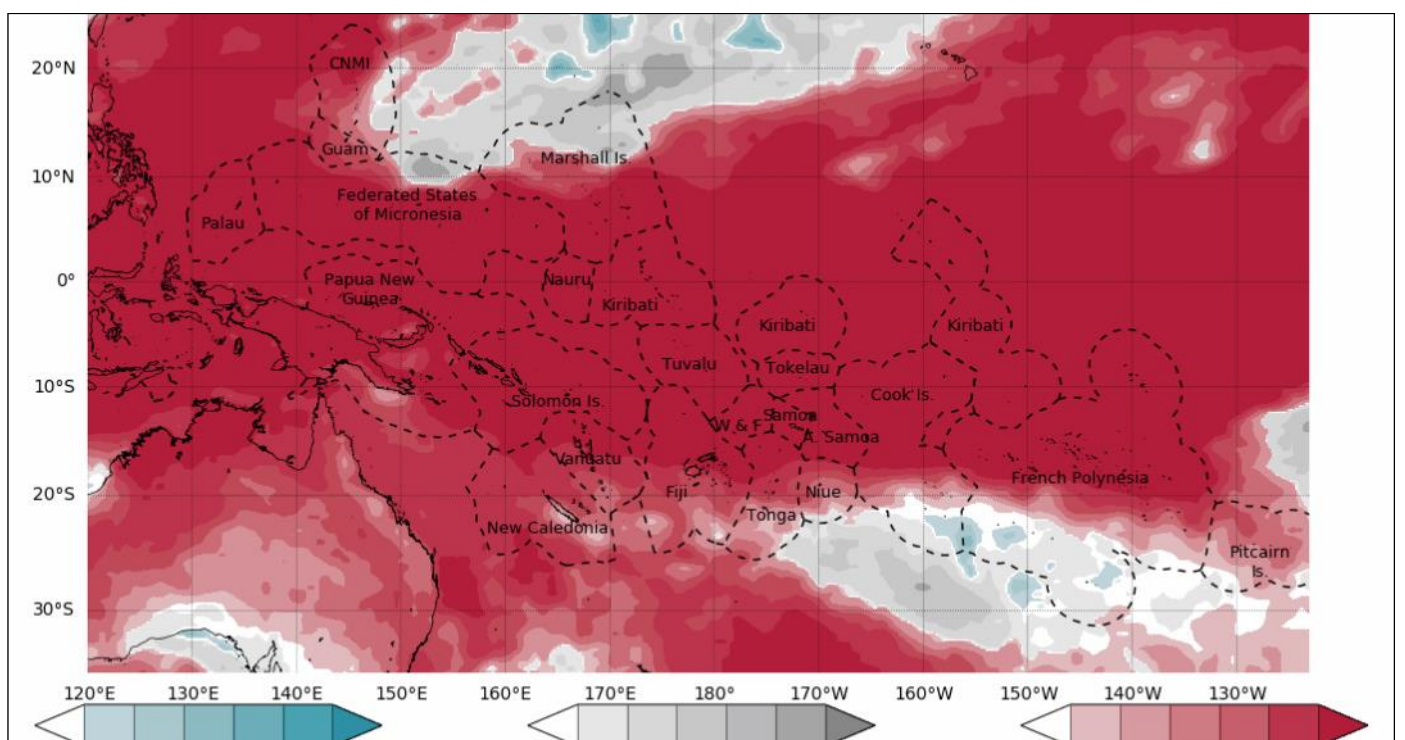 20°N
CNMI
Guam
Marshall Is.
10°N
Federated States
of Micronesia
Palau
0°
Papua New
Guinea
Nauru
Kiribati
Kiribati
Kiribati
Tuvalu
Tokelau
10°S
Solomon Is.
Cook Is.
Samoa
W & F
A. Samoa
Vanuatu
20°S
Fiji
Niue
French Polynesia
Tonga
New Caledonia
Pitcairn
Is.
30°S
120°E 130°E 140°E 150°E 160°E 170°E 180° 170°W 160°W 150°W 140°W 130°W